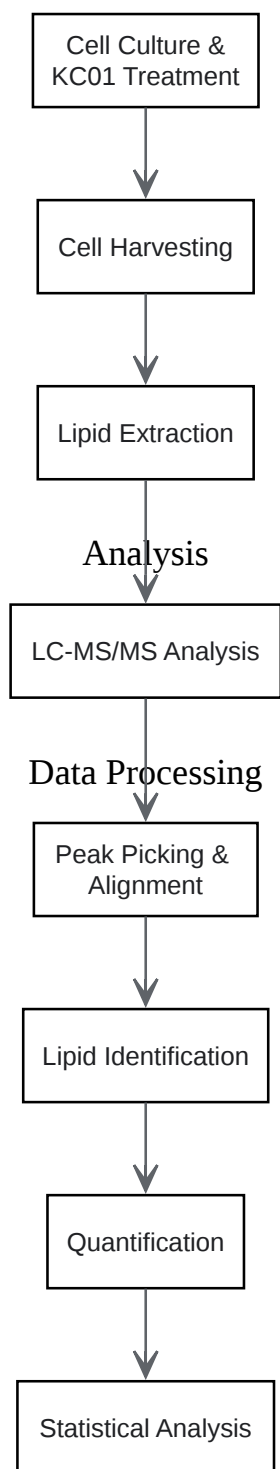 Cell Culture &
KC01 Treatment
Cell Harvesting
Lipid Extraction
Analysis
LC-MS/MS Analysis
Data Processing
Peak Picking &
Alignment
Lipid Identification
Quantification
Statistical Analysis